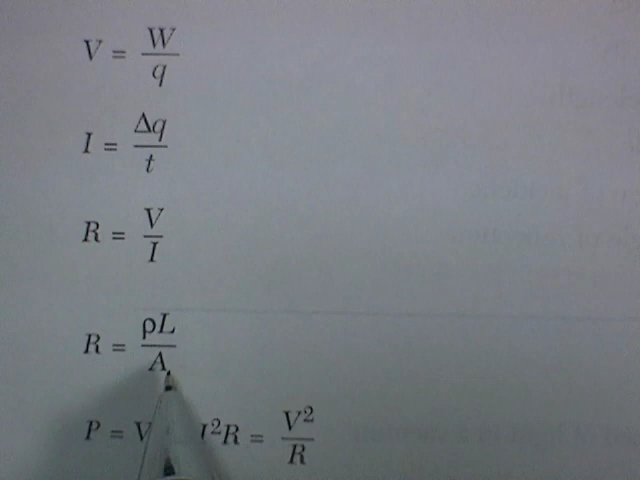 V = W/q
I = Δq/t
R = V/I
R = ρL/A
P = V I²R = V²/R